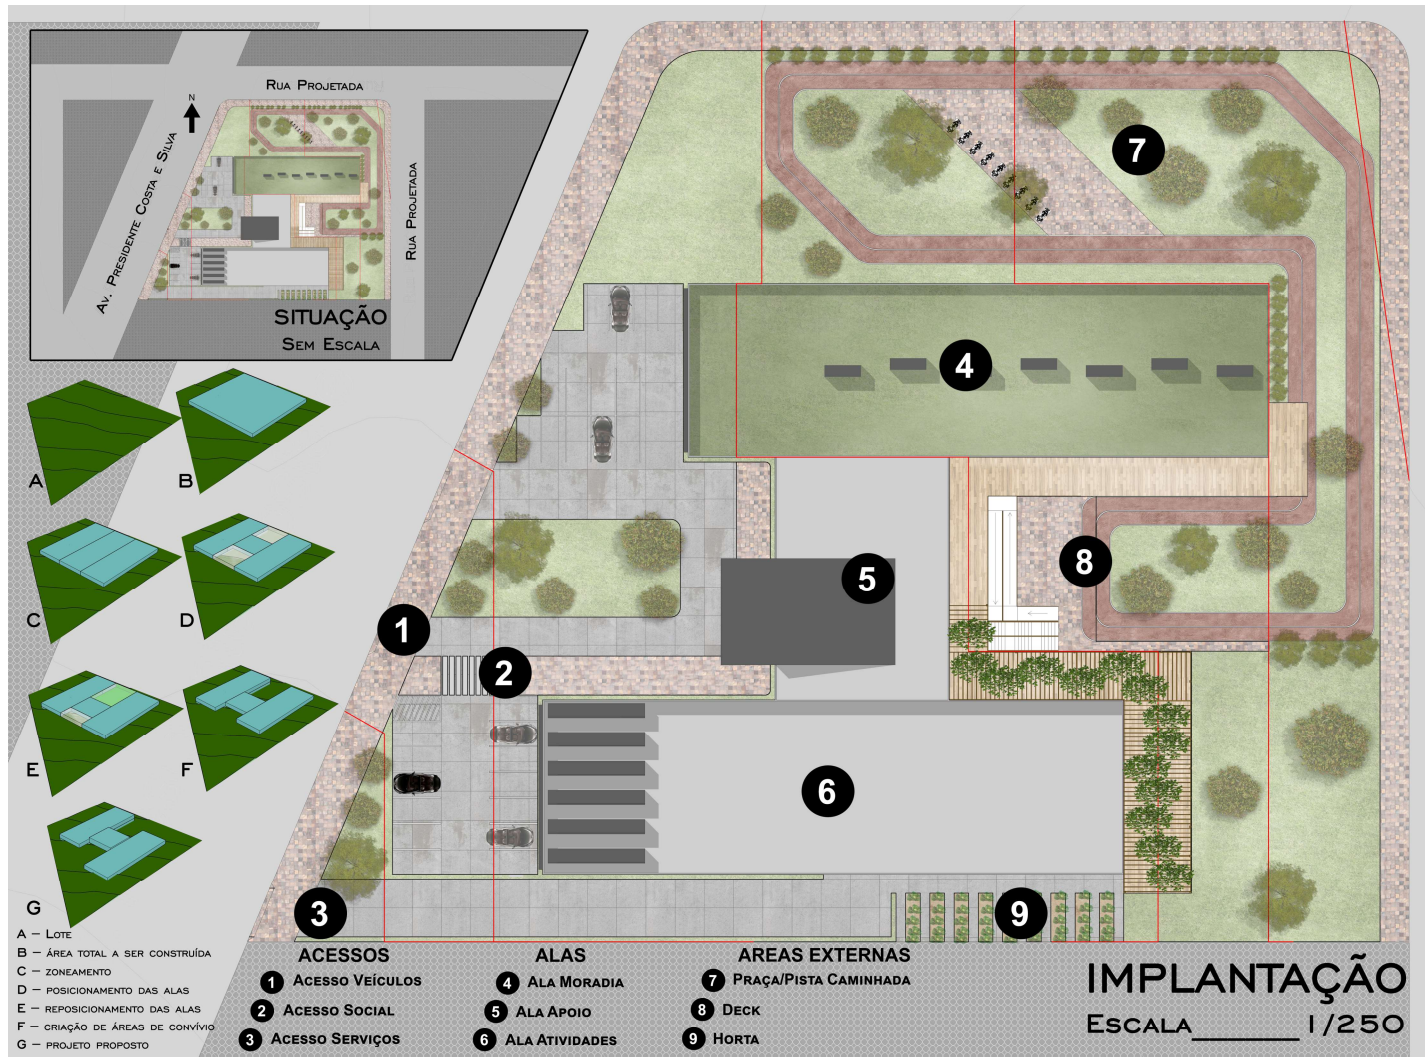 RUA PROJETADA
N
AV. PRESIDENTE COSTA E SILVA
RUA PROJETADA
SITUAÇÃO
SEM ESCALA
A
B
C
D
E
F
G
A – LOTE
B – ÁREA TOTAL A SER CONSTRUÍDA
C – ZONEAMENTO
D – POSICIONAMENTO DAS ALAS
E – REPOSICIONAMENTO DAS ALAS
F – CRIAÇÃO DE ÁREAS DE CONVÍVIO
G – PROJETO PROPOSTO
7
4
8
5
1
2
6
3
9
ACESSOS
1 ACESSO VEÍCULOS
2 ACESSO SOCIAL
3 ACESSO SERVIÇOS
ALAS
4 ALA MORADIA
5 ALA APOIO
6 ALA ATIVIDADES
AREAS EXTERNAS
7 PRAÇA/PISTA CAMINHADA
8 DECK
9 HORTA
IMPLANTAÇÃO
ESCALA ________ 1/250